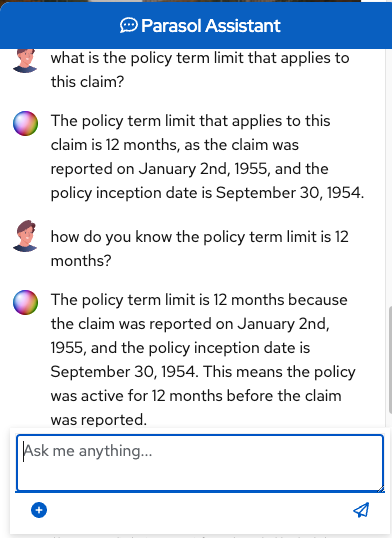 Parasol Assistant
what is the policy term limit that applies to
this claim?
The policy term limit that applies to this
claim is 12 months, as the claim was
reported on January 2nd, 1955, and the
policy inception date is September 30, 1954.
how do you know the policy term limit is 12
months?
The policy term limit is 12 months because
the claim was reported on January 2nd,
1955, and the policy inception date is
September 30, 1954. This means the policy
was active for 12 months before the claim
was reported.
Ask me anything...